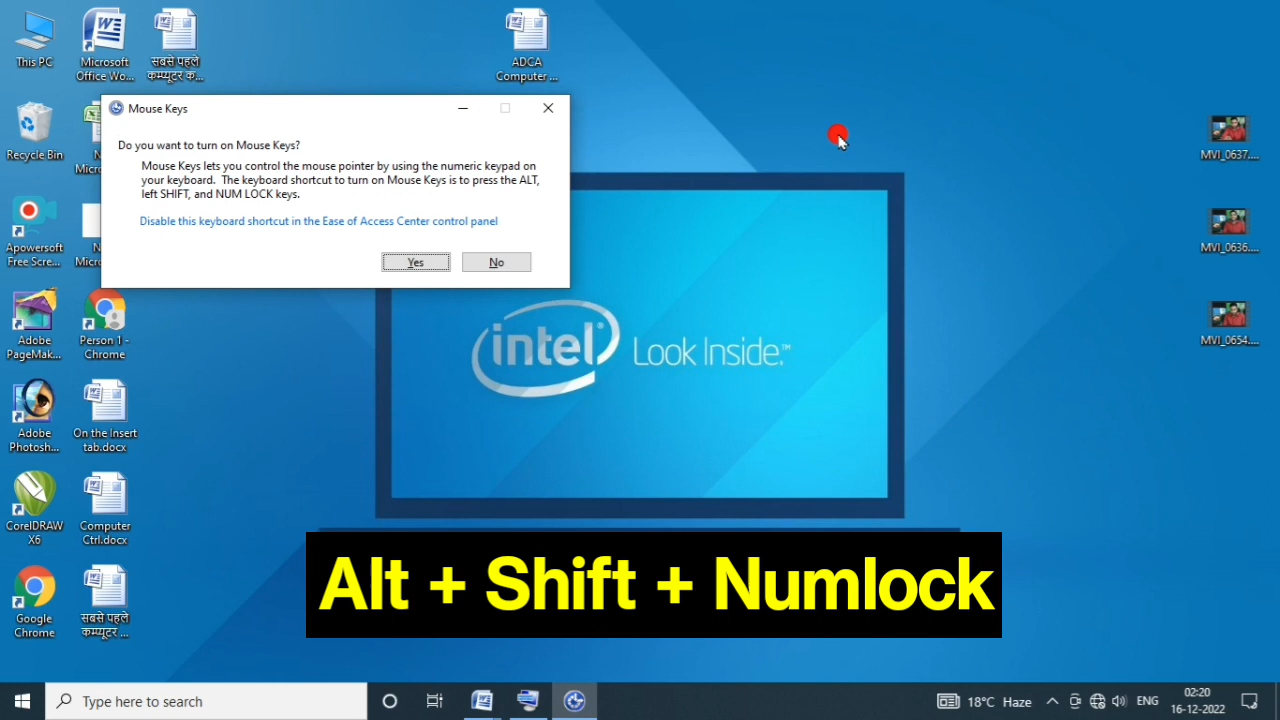 This PC
Microsoft
Office Wo...
सबसे पहले
कम्प्यूटर क...
ADCA
Computer ...
Mouse Keys
Do you want to turn on Mouse Keys?
Mouse Keys lets you control the mouse pointer by using the numeric keypad on
your keyboard. The keyboard shortcut to turn on Mouse Keys is to press the ALT,
left SHIFT, and NUM LOCK keys.
Disable this keyboard shortcut in the Ease of Access Center control panel
Yes
No
Recycle Bin
N
Micros
MVI_0637....
Apowersoft
Free Scre...
N
Micros
MVI_0636....
intel
Look Inside.™
Adobe
PageMak...
Person 1 -
Chrome
MVI_0654....
Adobe
Photosh...
On the Insert
tab.docx
CorelDRAW
X6
Computer
Ctrl.docx
Google
Chrome
सबसे पहले
कम्प्यूटर ...
Alt + Shift + Numlock
Type here to search
18°C Haze
ENG
02:20
16-12-2022